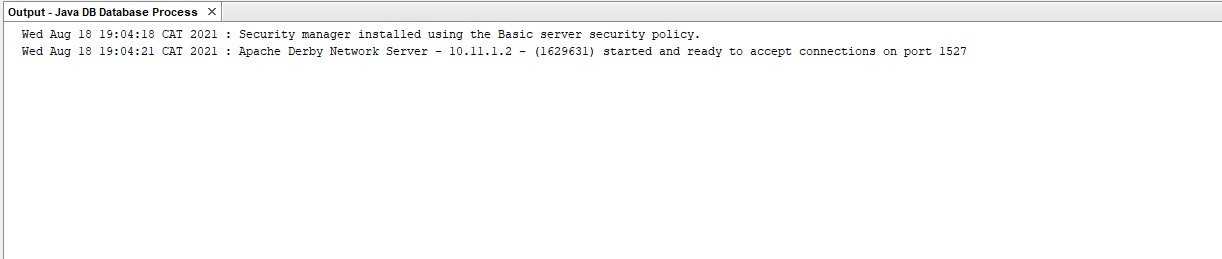 Output - Java DB Database Process ×
Wed Aug 18 19:04:18 CAT 2021 : Security manager installed using the Basic server security policy.
Wed Aug 18 19:04:21 CAT 2021 : Apache Derby Network Server - 10.11.1.2 - (1629631) started and ready to accept connections on port 1527